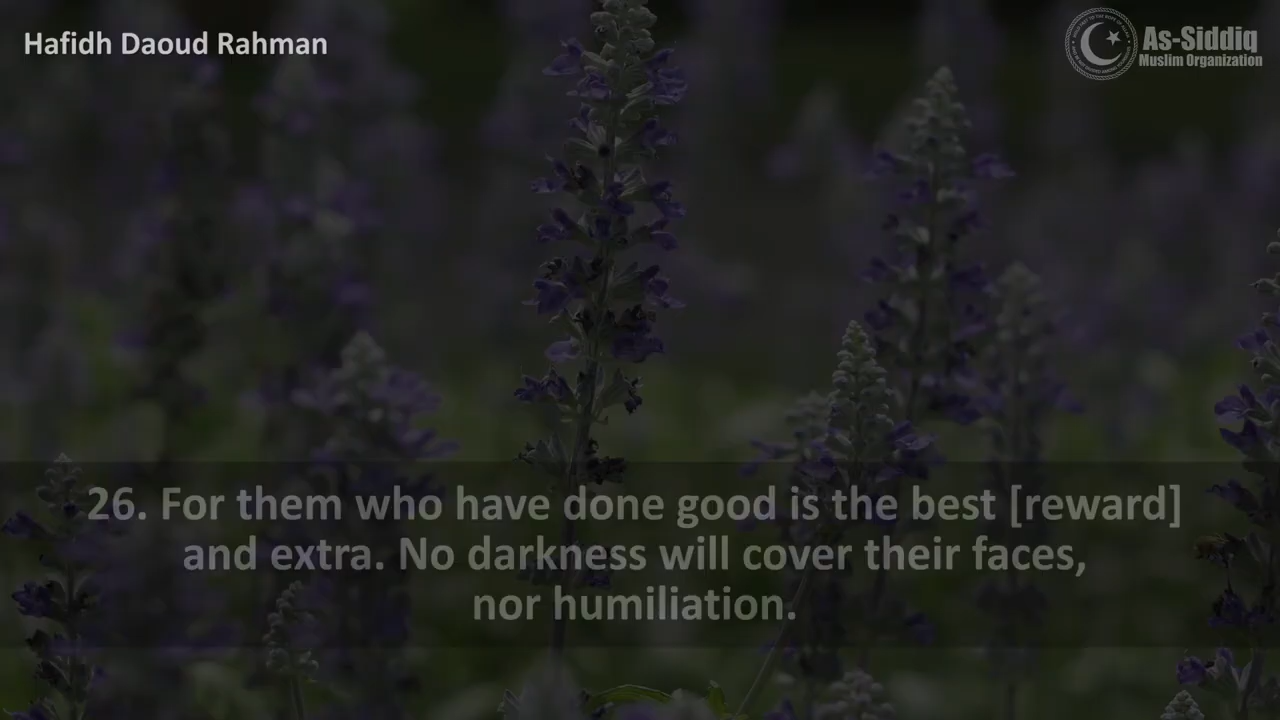 Hafidh Daoud Rahman
As-Siddiq
Muslim Organization
26. For them who have done good is the best [reward]
and extra. No darkness will cover their faces,
nor humiliation.